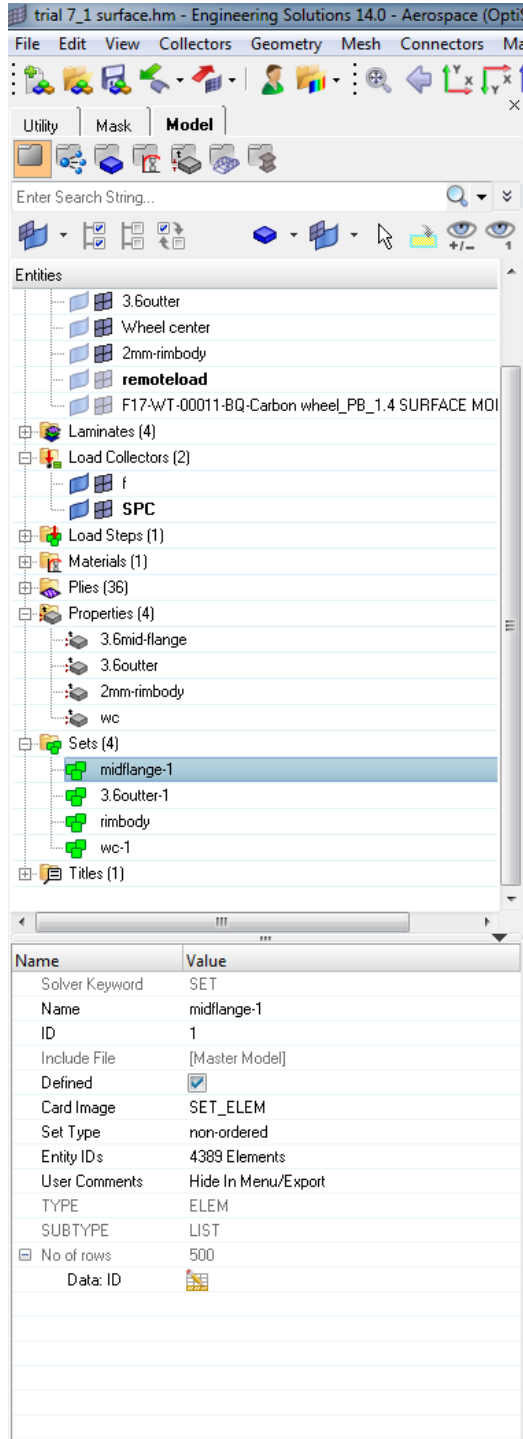 trial 7_1 surface.hm - Engineering Solutions 14.0 - Aerospace (Opti
File Edit View Collectors Geometry Mesh Connectors Ma
Utility Mask Model
Enter Search String...
+/- 1
Entities
3.6outter
Wheel center
2mm-rimbody
remoteload
F17-WT-00011-BQ-Carbon wheel_PB_1.4 SURFACE MO
Laminates (4)
Load Collectors (2)
f
SPC
Load Steps (1)
Materials (1)
Plies (36)
Properties (4)
3.6mid-flange
3.6outter
2mm-rimbody
wc
Sets (4)
midflange-1
3.6outter-1
rimbody
wc-1
Titles (1)
Name Value
Solver Keyword SET
Name midflange-1
ID 1
Include File [Master Model]
Defined
Card Image SET_ELEM
Set Type non-ordered
Entity IDs 4389 Elements
User Comments Hide In Menu/Export
TYPE ELEM
SUBTYPE LIST
No of rows 500
Data: ID